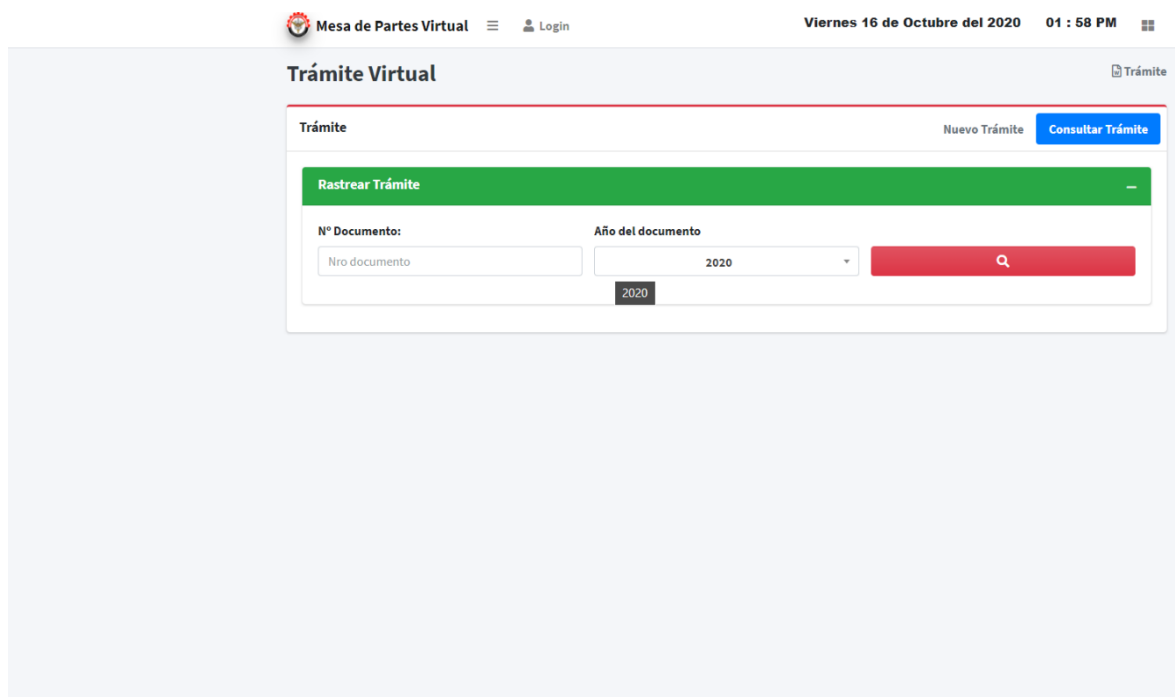 Mesa de Partes Virtual Login Viernes 16 de Octubre del 2020 01 : 58 PM
Trámite Virtual Trámite
Trámite Nuevo Trámite Consultar Trámite
Rastrear Trámite
Nº Documento: Año del documento
Nro documento 2020
2020